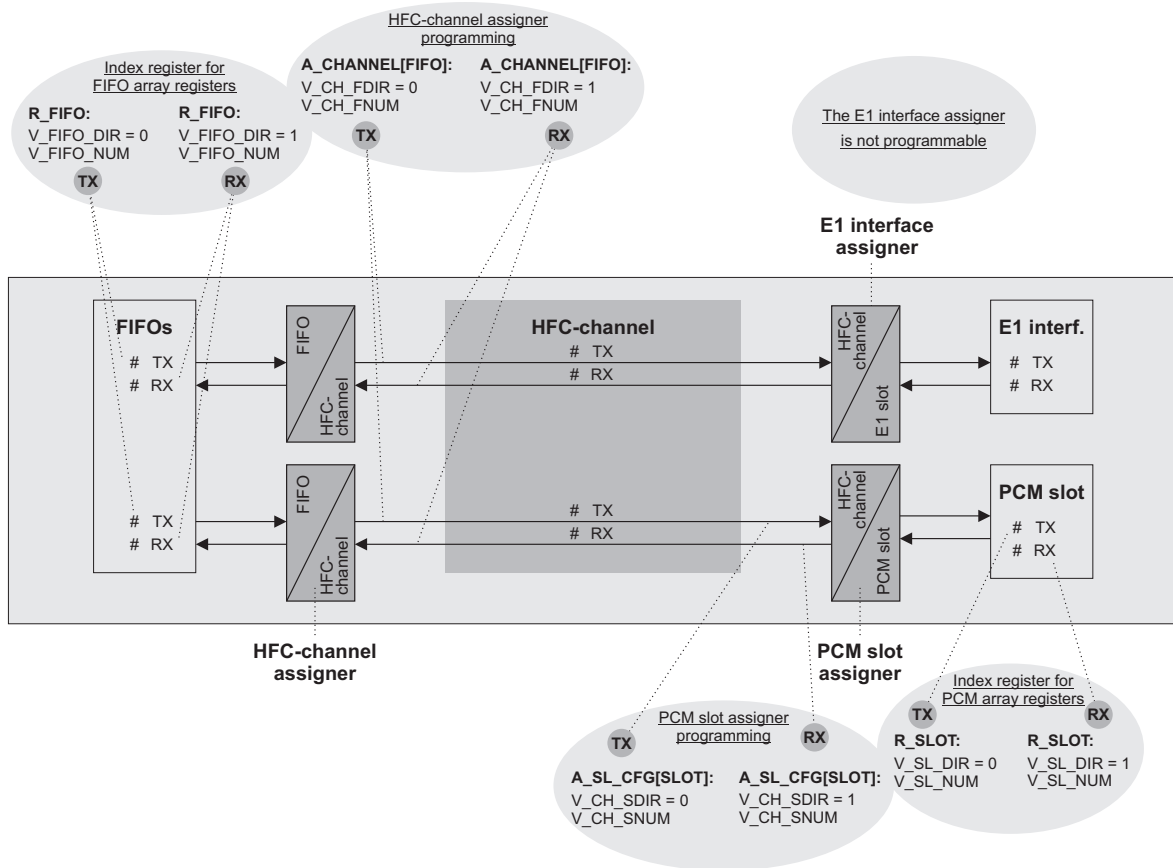 HFC-channel assigner
programming
A_CHANNEL[FIFO]: A_CHANNEL[FIFO]:
V_CH_FDIR = 0 V_CH_FDIR = 1
V_CH_FNUM V_CH_FNUM
TX RX
Index register for
FIFO array registers
R_FIFO: R_FIFO:
V_FIFO_DIR = 0 V_FIFO_DIR = 1
V_FIFO_NUM V_FIFO_NUM
TX RX
The E1 interface assigner
is not programmable
E1 interface
assigner
FIFOs
# TX
# RX
# TX
# RX
FIFO
HFC-
channel
FIFO
HFC-
channel
HFC-channel
# TX
# RX
# TX
# RX
HFC-
channel
E1 slot
HFC-
channel
PCM slot
E1 interf.
# TX
# RX
PCM slot
# TX
# RX
HFC-channel
assigner
PCM slot
assigner
PCM slot assigner
programming
TX RX
A_SL_CFG[SLOT]: A_SL_CFG[SLOT]:
V_CH_SDIR = 0 V_CH_SDIR = 1
V_CH_SNUM V_CH_SNUM
Index register for
PCM array registers
TX RX
R_SLOT: R_SLOT:
V_SL_DIR = 0 V_SL_DIR = 1
V_SL_NUM V_SL_NUM